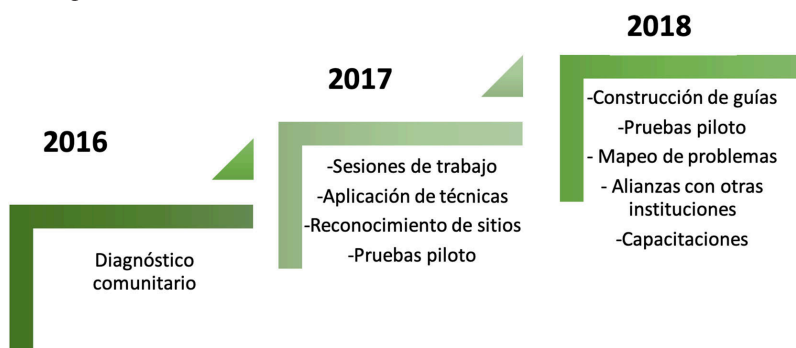 2016
Diagnóstico
comunitario
2017
-Sesiones de trabajo
-Aplicación de técnicas
-Reconocimiento de sitios
-Pruebas piloto
2018
-Construcción de guías
-Pruebas piloto
- Mapeo de problemas
- Alianzas con otras
instituciones
-Capacitaciones